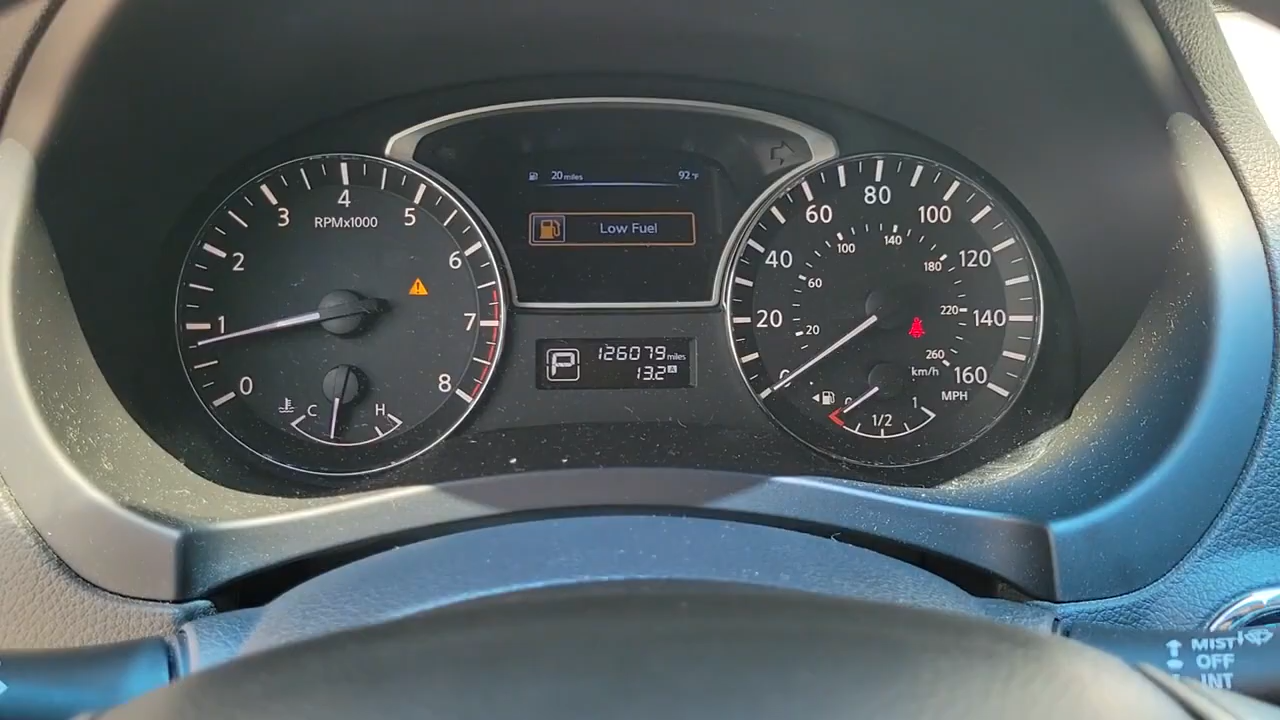 20 miles 92°F
Low Fuel
0 1 2 3 4 5 6 7 8
RPMx1000
C H
P
126079 miles
13.2 A
0 20 40 60 80 100 120 140 160
20 60 100 140 180 220 260
km/h
MPH
0 1/2 1
MIST
OFF
INT